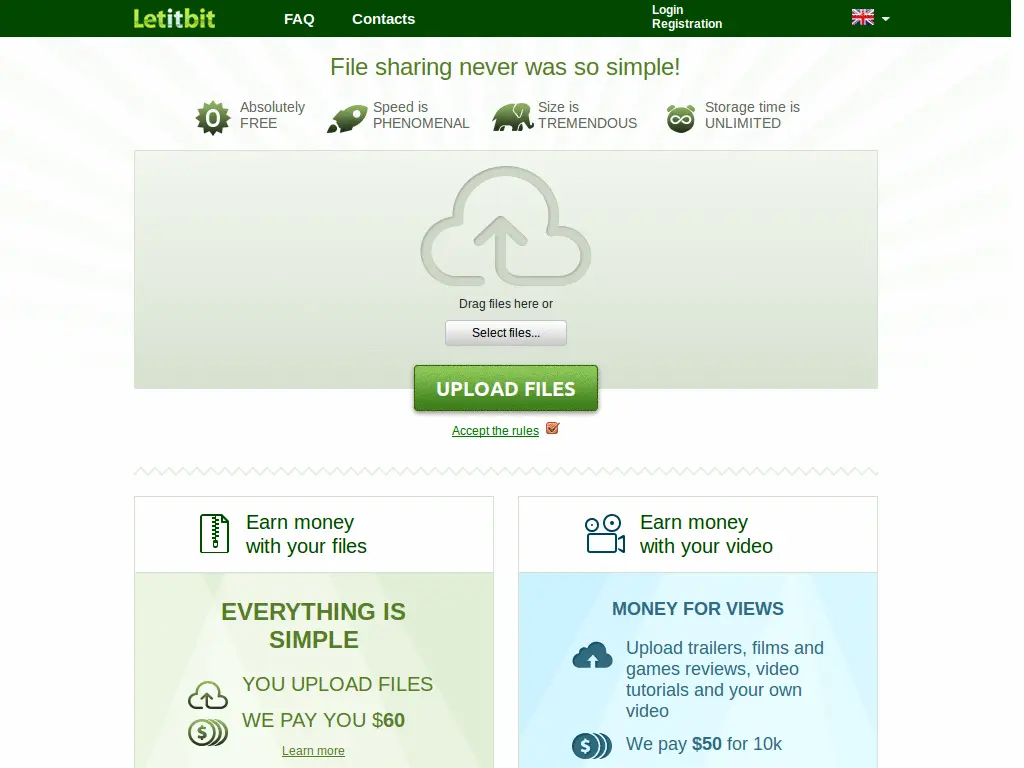 Letitbit
FAQ
Contacts
Login
Registration
File sharing never was so simple!
0
Absolutely
FREE
Speed is
PHENOMENAL
Size is
TREMENDOUS
Storage time is
UNLIMITED
Drag files here or
Select files...
UPLOAD FILES
Accept the rules
Earn money
with your files
EVERYTHING IS
SIMPLE
YOU UPLOAD FILES
$
WE PAY YOU $60
Learn more
Earn money
with your video
MONEY FOR VIEWS
Upload trailers, films and
games reviews, video
tutorials and your own
video
$
We pay $50 for 10k